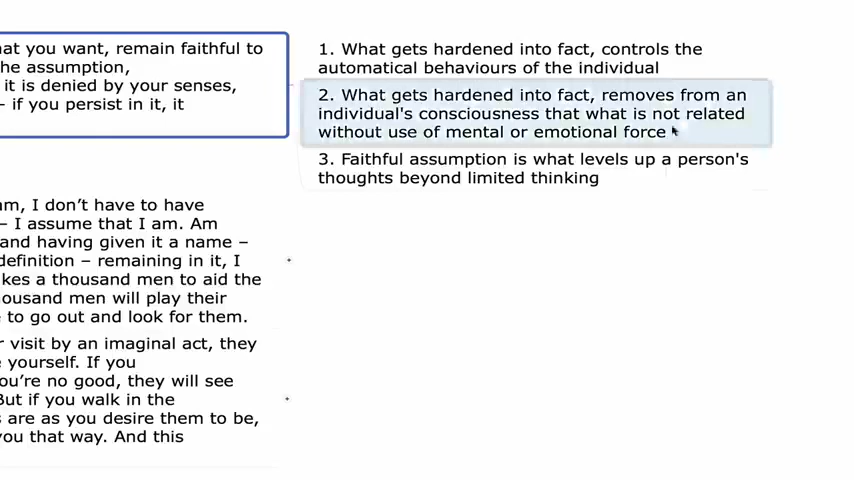 at you want, remain faithful to
he assumption,
it is denied by your senses,
– if you persist in it, it
am, I don’t have to have
– I assume that I am. Am
and having given it a name –
definition – remaining in it, I
kes a thousand men to aid the
ousand men will play their
to go out and look for them.
r visit by an imaginal act, they
e yourself. If you
ou’re no good, they will see
But if you walk in the
s are as you desire them to be,
you that way. And this
1. What gets hardened into fact, controls the
automatical behaviours of the individual
2. What gets hardened into fact, removes from an
individual's consciousness that what is not related
without use of mental or emotional force
3. Faithful assumption is what levels up a person's
thoughts beyond limited thinking